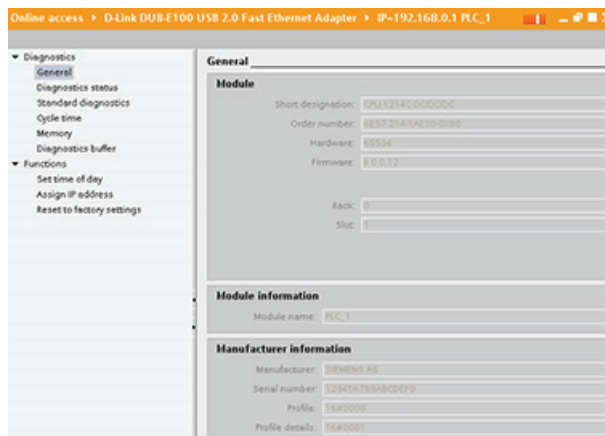 Online access ▸ D-Link DUB-E100 USB 2.0 Fast Ethernet Adapter ▸ IP=192.168.0.1 PLC_1
Diagnostics
General
Diagnostics status
Standard diagnostics
Cycle time
Memory
Diagnostics buffer
Functions
Set time of day
Assign IP address
Reset to factory settings
General
Module
Short designation: CPU 1214C DC/DC/DC
Order number: 6ES7 214-1AE30-0XB0
Hardware: 65534
Firmware: R.0.0.12
Rack: 0
Slot: 1
Module information
Module name: PLC_1
Manufacturer information
Manufacturer: SIEMENS AG
Serial number: 123456789ABCDEF0
Profile: 16#0000
Profile details: 16#0001